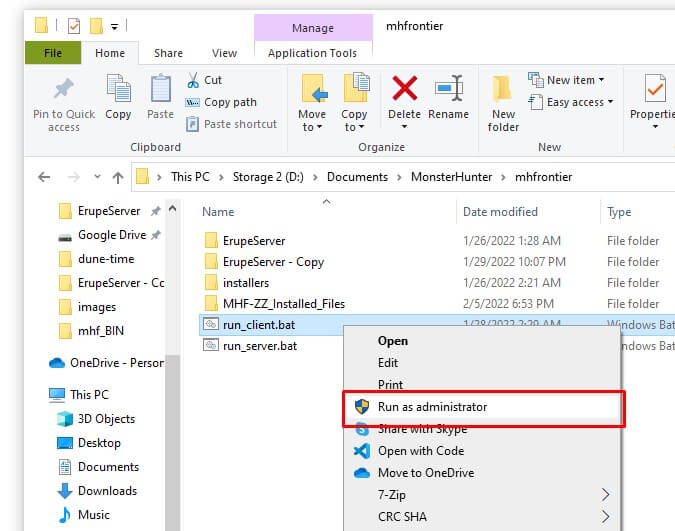 Manage
mhfrontier
File
Home
Share
View
Application Tools
Pin to Quick access
Copy
Paste
Cut
Copy path
Paste shortcut
Clipboard
Move to
Copy to
Delete
Rename
Organize
New folder
New item
Easy access
New
Properti
This PC > Storage 2 (D:) > Documents > MonsterHunter > mhfrontier
Name
Date modified
Type
ErupeServer
Google Drive
dune-time
ErupeServer - Co
images
mhf_BIN
OneDrive - Person
This PC
3D Objects
Desktop
Documents
Downloads
Music
ErupeServer 1/26/2022 1:28 AM File folder
ErupeServer - Copy 1/29/2022 10:07 PM File folder
installers 1/26/2022 2:21 AM File folder
MHF-ZZ_Installed_Files 2/5/2022 6:53 PM File folder
run_client.bat 1/28/2022 2:29 AM Windows Bat
run_server.bat Windows Bat
Open
Edit
Print
Run as administrator
Share with Skype
Open with Code
Move to OneDrive
7-Zip
CRC SHA